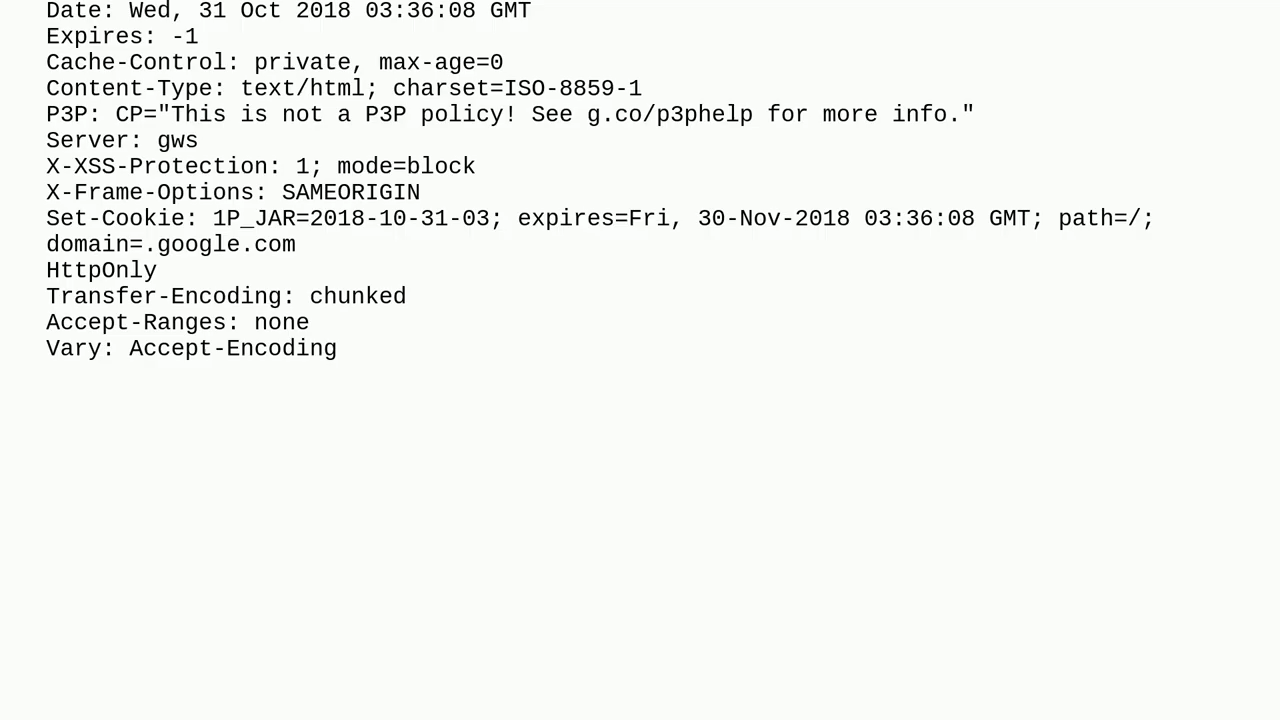 Date: Wed, 31 Oct 2018 03:36:08 GMT
Expires: -1
Cache-Control: private, max-age=0
Content-Type: text/html; charset=ISO-8859-1
P3P: CP="This is not a P3P policy! See g.co/p3phelp for more info."
Server: gws
X-XSS-Protection: 1; mode=block
X-Frame-Options: SAMEORIGIN
Set-Cookie: 1P_JAR=2018-10-31-03; expires=Fri, 30-Nov-2018 03:36:08 GMT; path=/;
domain=.google.com
HttpOnly
Transfer-Encoding: chunked
Accept-Ranges: none
Vary: Accept-Encoding